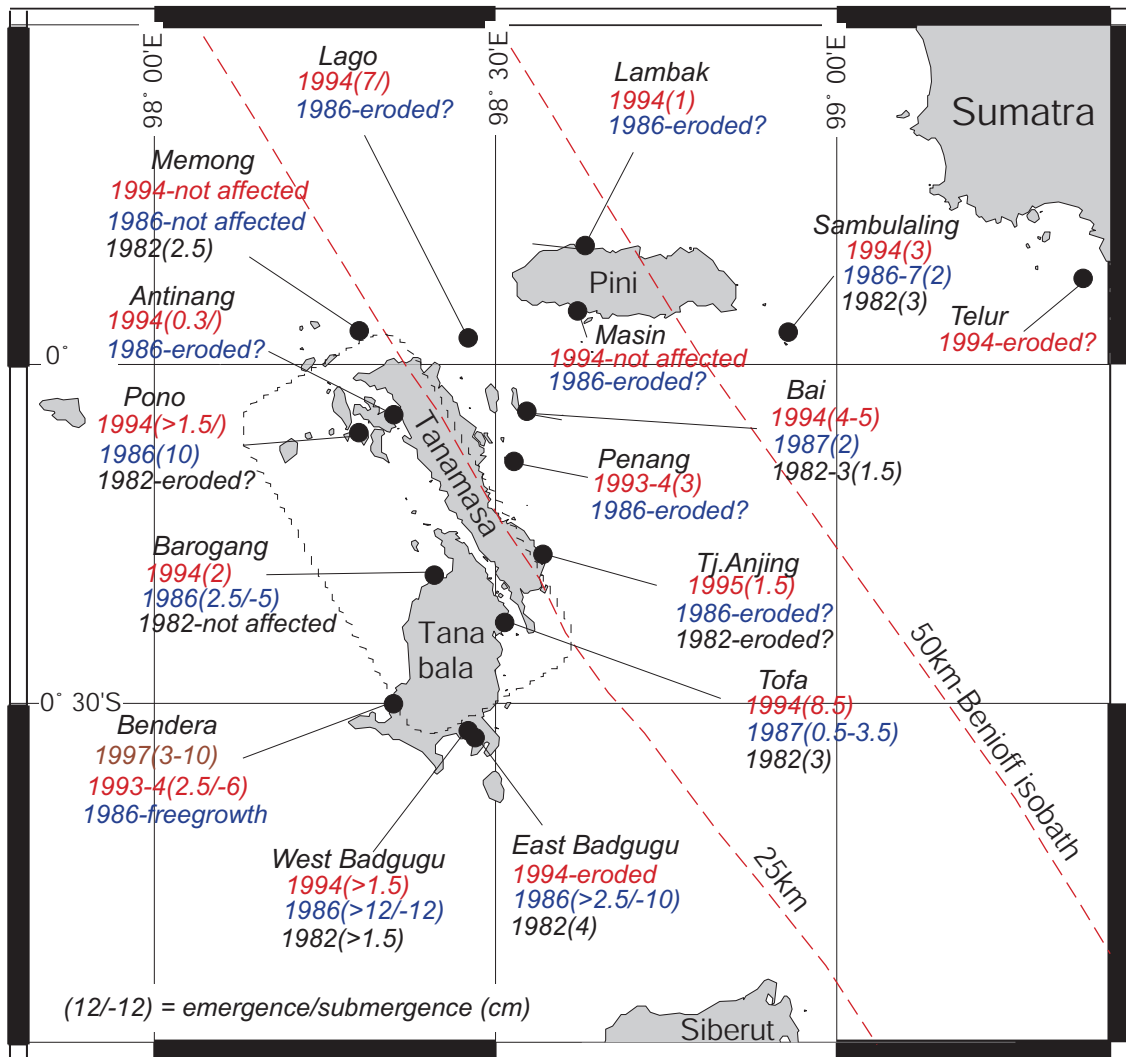 98° 00'E
98° 30'E
99° 00'E
Lago
1994(7/)
1986-eroded?
Lambak
1994(1)
1986-eroded?
Sumatra
Memong
1994-not affected
1986-not affected
1982(2.5)
Sambulaling
1994(3)
1986-7(2)
1982(3)
Pini
Antinang
1994(0.3/)
1986-eroded?
Telur
1994-eroded?
Masin
1994-not affected
1986-eroded?
0°
Pono
1994(>1.5/)
1986(10)
1982-eroded?
Bai
1994(4-5)
1987(2)
1982-3(1.5)
Tanamasa
Penang
1993-4(3)
1986-eroded?
Barogang
1994(2)
1986(2.5/-5)
1982-not affected
Tj.Anjing
1995(1.5)
1986-eroded?
1982-eroded?
Tana
bala
Tofa
1994(8.5)
1987(0.5-3.5)
1982(3)
50km-Benioff isobath
0° 30'S
Bendera
1997(3-10)
1993-4(2.5/-6)
1986-freegrowth
West Badgugu
1994(>1.5)
1986(>12/-12)
1982(>1.5)
East Badgugu
1994-eroded
1986(>2.5/-10)
1982(4)
25km
(12/-12) = emergence/submergence (cm)
Siberut